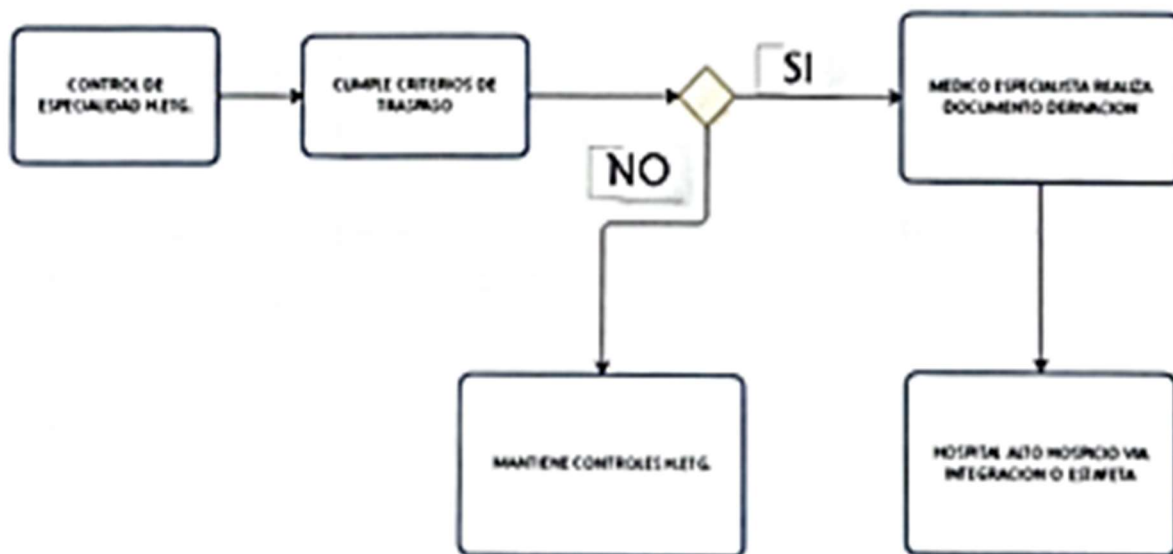 CONTROL DE
ESPECIALIDAD H.ETG.
CUMPLE CRITERIOS DE
TRASPASO
SI
MEDICO ESPECIALISTA REALIZA
DOCUMENTO DERIVACION
NO
MANTIENE CONTROLES H.ETG.
HOSPITAL ALTO HOSPICIO VIA
INTEGRACION O ESTAFETA